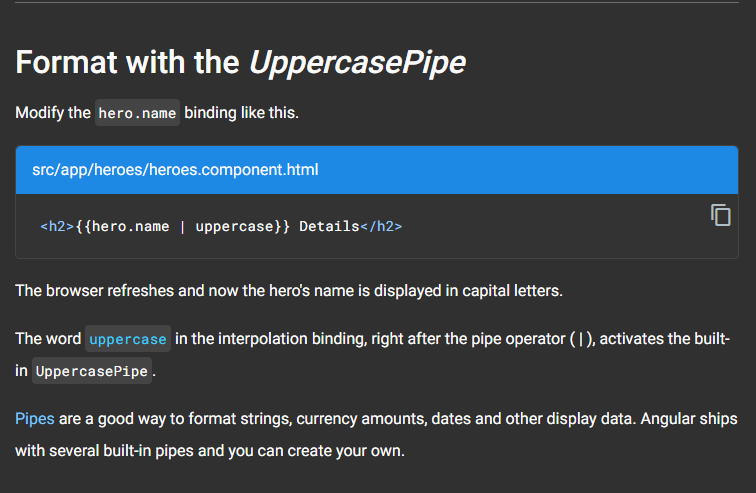 Format with the UppercasePipe
Modify the hero.name binding like this.
src/app/heroes/heroes.component.html
<h2>{{hero.name | uppercase}} Details</h2>
The browser refreshes and now the hero's name is displayed in capital letters.
The word uppercase in the interpolation binding, right after the pipe operator ( | ), activates the built-
in UppercasePipe.
Pipes are a good way to format strings, currency amounts, dates and other display data. Angular ships
with several built-in pipes and you can create your own.